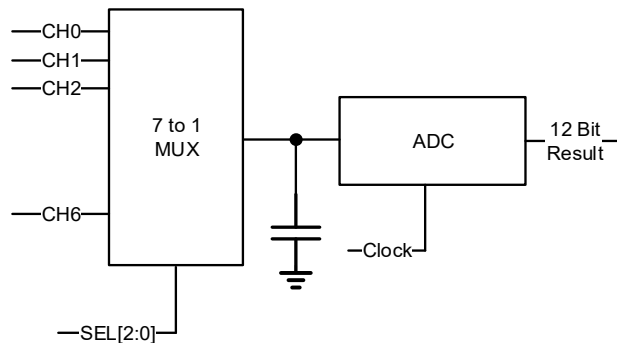 CH0
CH1
CH2
7 to 1
MUX
ADC
12 Bit
Result
CH6
Clock
SEL[2:0]